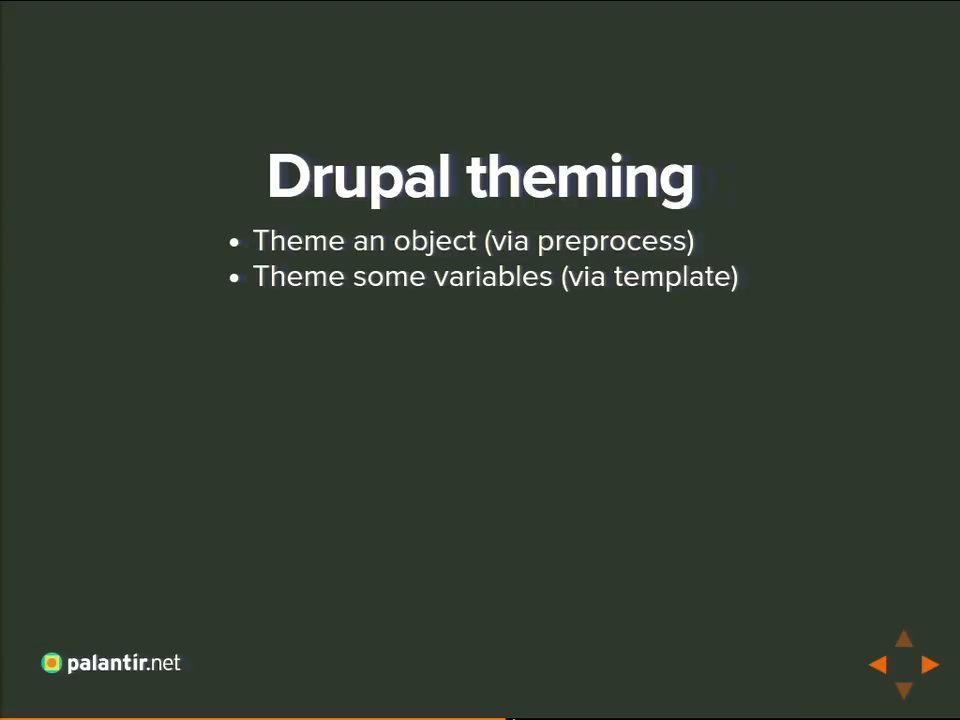 Drupal theming
• Theme an object (via preprocess)
• Theme some variables (via template)
palantir.net